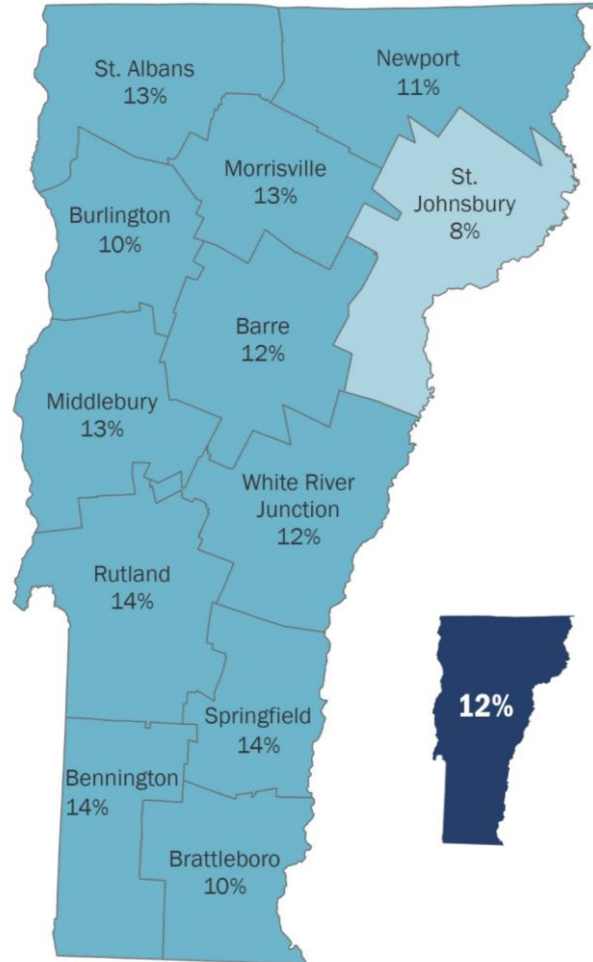 St. Albans
13%
Newport
11%
Morrisville
13%
St.
Johnsbury
8%
Burlington
10%
Barre
12%
Middlebury
13%
White River
Junction
12%
Rutland
14%
12%
Springfield
14%
Bennington
14%
Brattleboro
10%